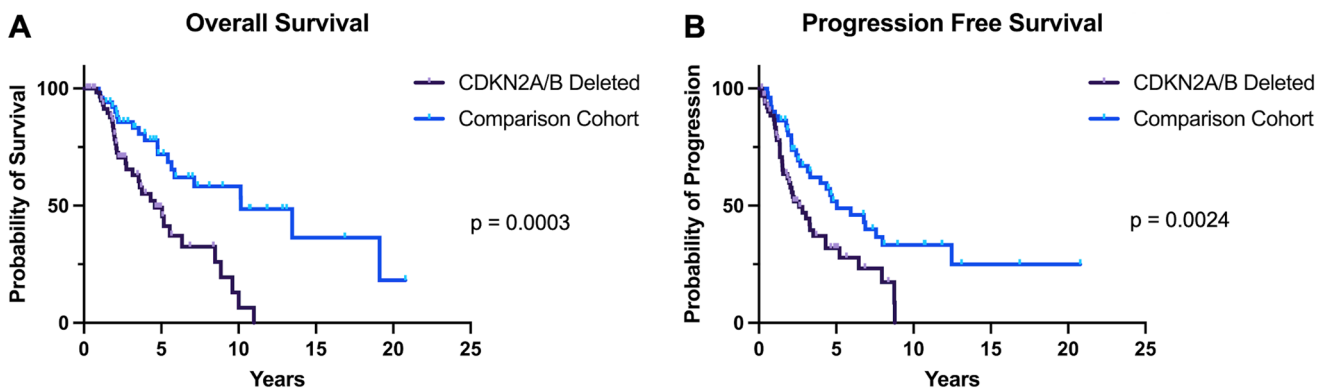 A
Overall Survival
Probability of Survival
100
50
0
0 5 10 15 20 25
Years
CDKN2A/B Deleted
Comparison Cohort
p = 0.0003
B
Progression Free Survival
Probability of Progression
100
50
0
0 5 10 15 20 25
Years
CDKN2A/B Deleted
Comparison Cohort
p = 0.0024